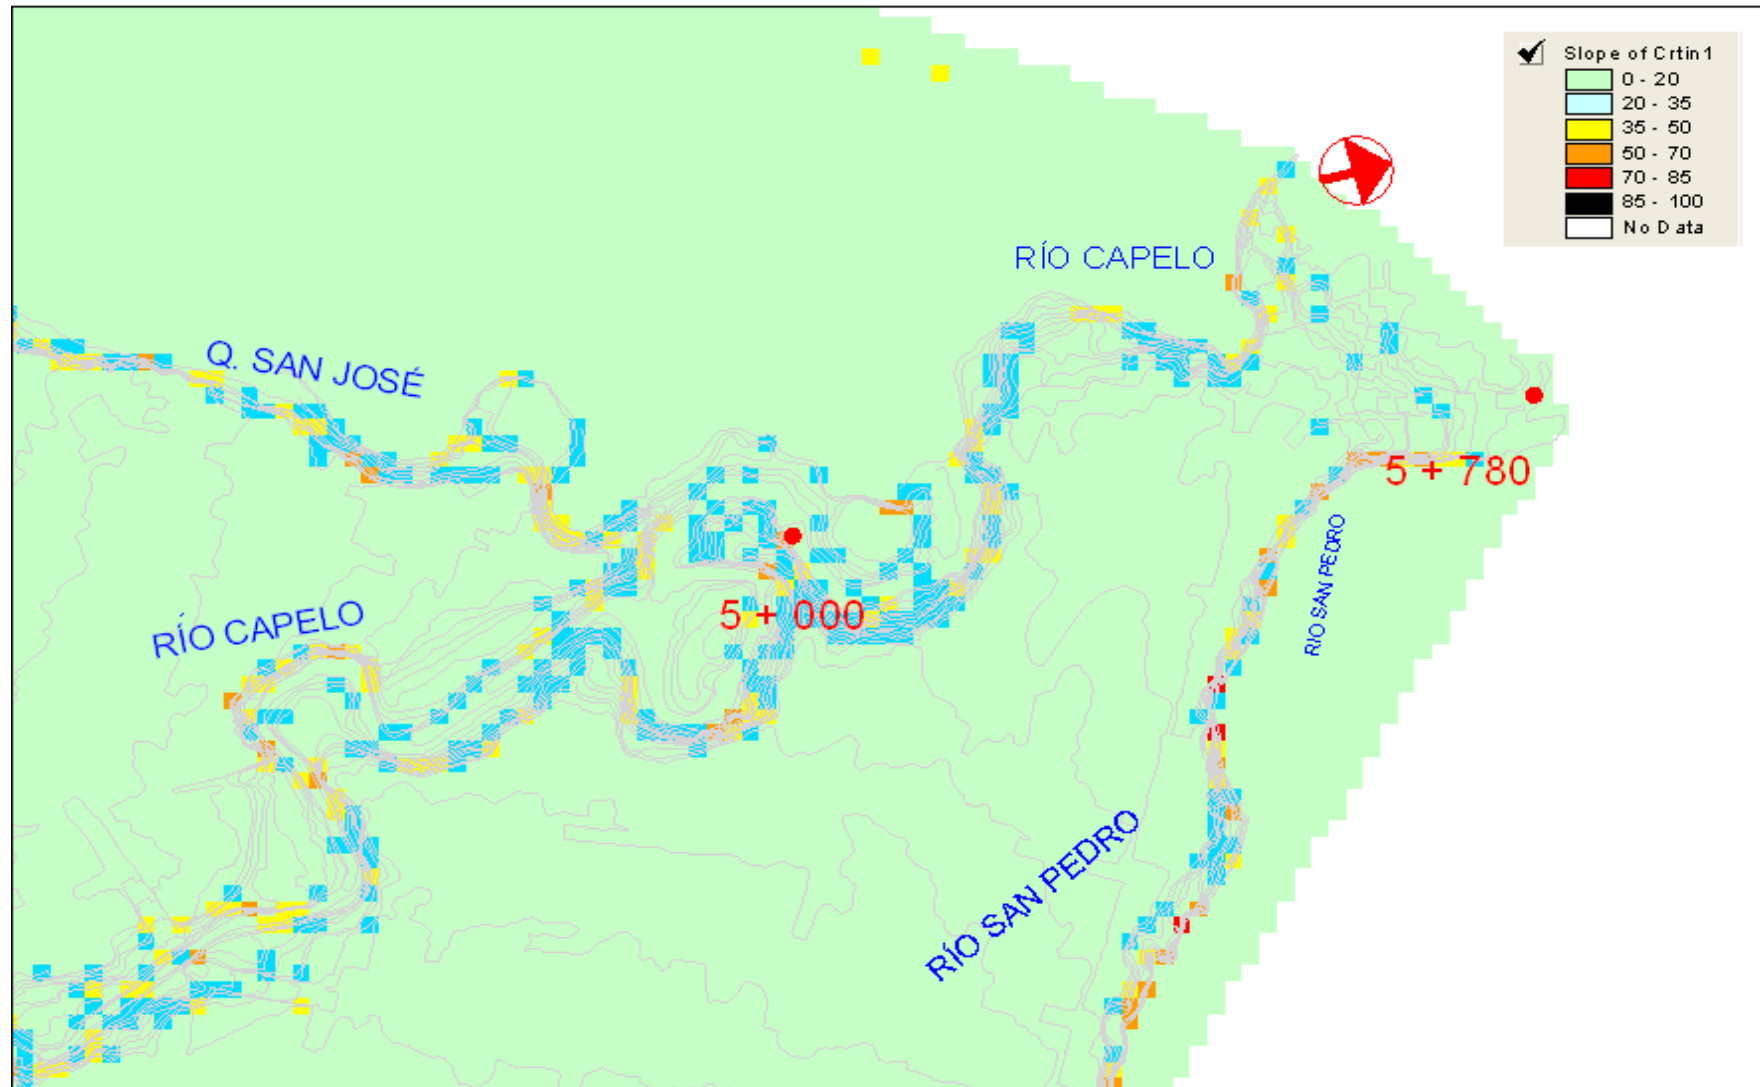 Slope of Crtin1
0 - 20
20 - 35
35 - 50
50 - 70
70 - 85
85 - 100
No Data
RÍO CAPELO
Q. SAN JOSÉ
5 + 780
RÍO SAN PEDRO
5 + 000
RÍO CAPELO
RÍO SAN PEDRO